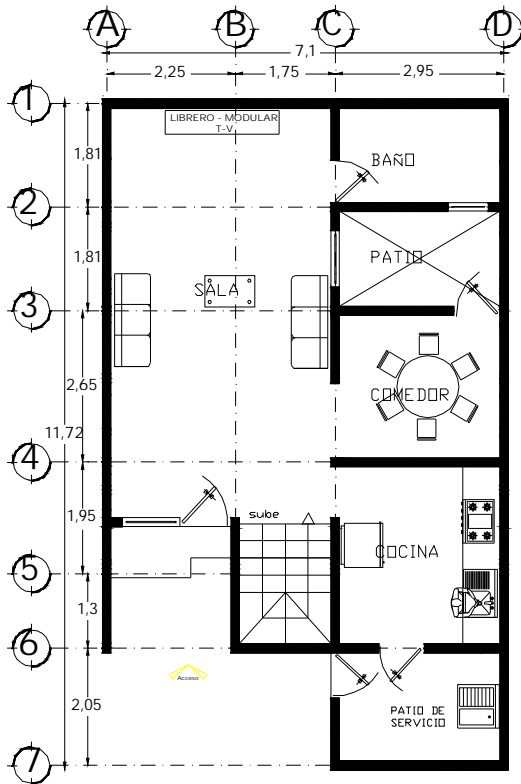 A B C D
7,1
2,25 1,75 2,95
1
LIBRERO - MODULAR
T-V
1,81
BAÑO
2
1,81
PATIO
SALA
3
2,65
COMEDOR
11,72
4
1,95
sube
COCINA
5
1,3
6
Acceso
2,05
PATIO DE
SERVICIO
7